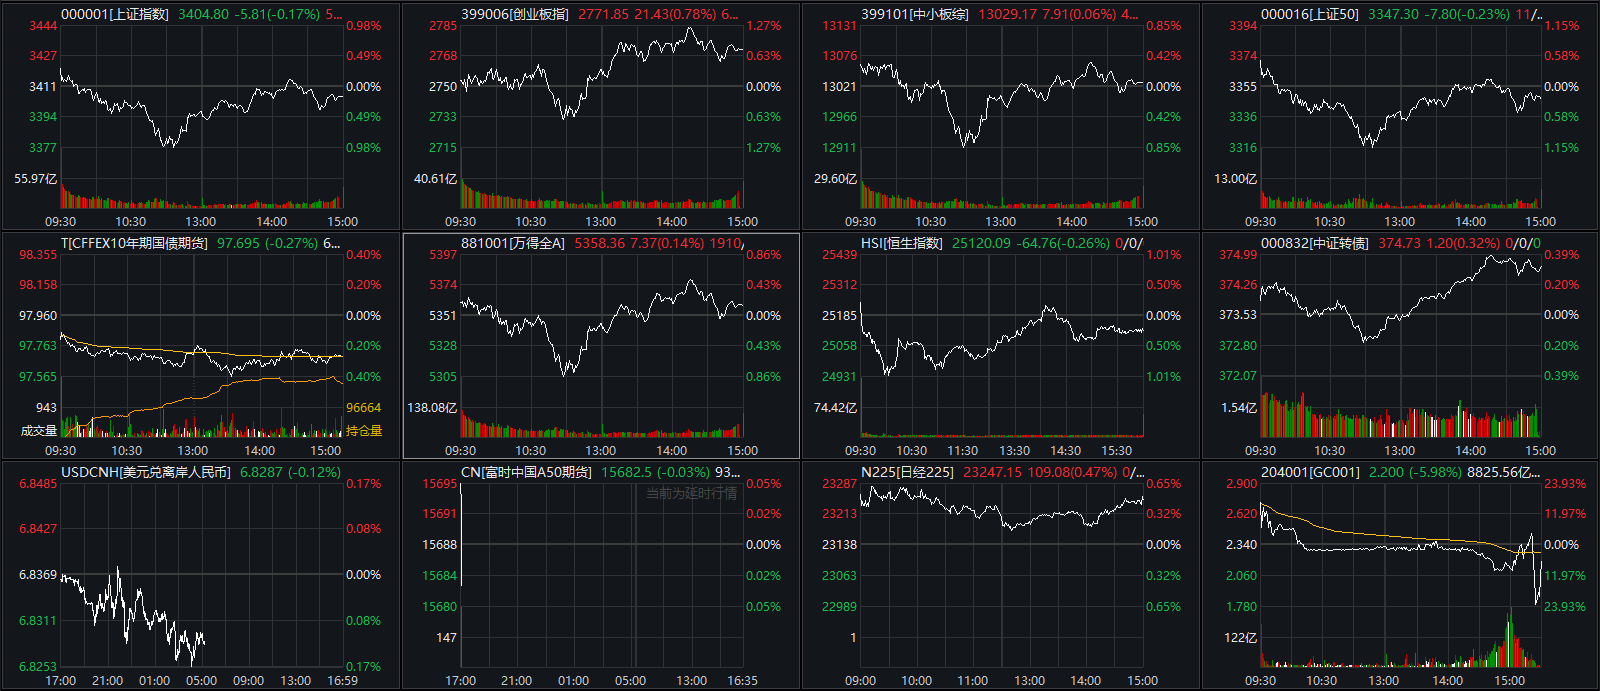 000001[上证指数] 3404.80 -5.81(-0.17%) 5...
3444 0.98%
3427 0.49%
3411 0.00%
3394 0.49%
3377 0.98%
55.97亿
09:30 10:30 13:00 14:00 15:00
399006[创业板指] 2771.85 21.43(0.78%) 6...
2785 1.27%
2768 0.63%
2750 0.00%
2733 0.63%
2715 1.27%
40.61亿
09:30 10:30 13:00 14:00 15:00
399101[中小板综] 13029.17 7.91(0.06%) 4...
13131 0.85%
13076 0.42%
13021 0.00%
12966 0.42%
12911 0.85%
29.60亿
09:30 10:30 13:00 14:00 15:00
000016[上证50] 3347.30 -7.80(-0.23%) 11/..
3394 1.15%
3374 0.58%
3355 0.00%
3336 0.58%
3316 1.15%
13.00亿
09:30 10:30 13:00 14:00 15:00
T[CFFEX10年期国债期货] 97.695 (-0.27%) 6...
98.355 0.40%
98.158 0.20%
97.960 0.00%
97.763 0.20%
97.565 0.40%
943 96664
成交量 持仓量
09:30 10:30 13:00 14:00 15:00
881001[万得全A] 5358.36 7.37(0.14%) 1910/
5397 0.86%
5374 0.43%
5351 0.00%
5328 0.43%
5305 0.86%
138.08亿
09:30 10:30 13:00 14:00 15:00
HSI[恒生指数] 25120.09 -64.76(-0.26%) 0/0/
25439 1.01%
25312 0.50%
25185 0.00%
25058 0.50%
24931 1.01%
74.42亿
09:30 10:30 11:30 13:30 14:30 15:30
000832[中证转债] 374.73 1.20(0.32%) 0/0/0
374.99 0.39%
374.26 0.20%
373.53 0.00%
372.80 0.20%
372.07 0.39%
1.54亿
09:30 10:30 13:00 14:00 15:00
USDCNH[美元兑离岸人民币] 6.8287 (-0.12%)
6.8485 0.17%
6.8427 0.08%
6.8369 0.00%
6.8311 0.08%
6.8253 0.17%
17:00 21:00 01:00 05:00 09:00 13:00 16:59
CN[富时中国A50期货] 15682.5 (-0.03%) 93...
当前为延时行情
15695 0.05%
15691 0.02%
15688 0.00%
15684 0.02%
15680 0.05%
147
17:00 21:00 01:00 05:00 13:00 16:35
N225[日经225] 23247.15 109.08(0.47%) 0/...
23287 0.65%
23213 0.32%
23138 0.00%
23063 0.32%
22989 0.65%
1
09:00 10:00 11:00 13:00 14:00 15:00
204001[GC001] 2.200 (-5.98%) 8825.56亿...
2.900 23.93%
2.620 11.97%
2.340 0.00%
2.060 11.97%
1.780 23.93%
122亿
09:30 10:30 13:00 14:00 15:00